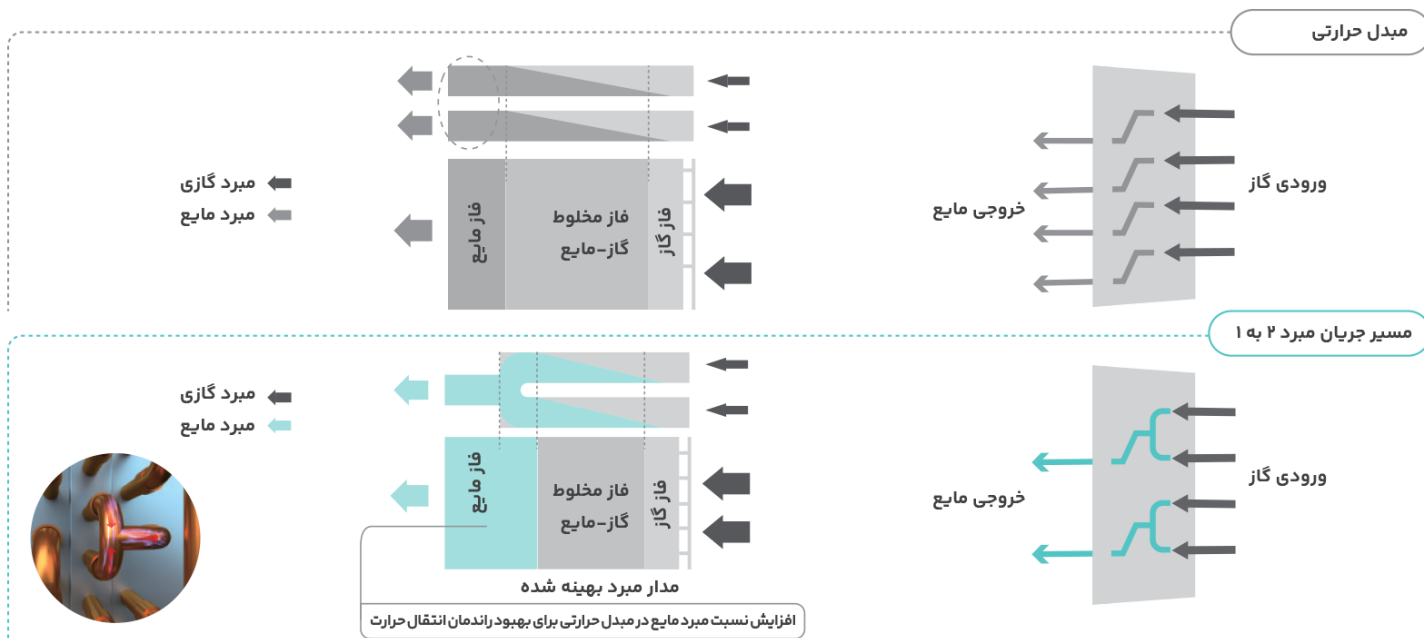 مبدل حرارتی
ورودی گاز
خروجی مایع
فاز گاز
فاز مخلوط
گاز-مایع
فاز مایع
مبرد گازی
مبرد مایع
مسیر جریان مبرد ۲ به ۱
ورودی گاز
خروجی مایع
فاز گاز
فاز مخلوط
گاز-مایع
فاز مایع
مبرد گازی
مبرد مایع
مدار مبرد بهینه شده
افزایش نسبت مبرد مایع در مبدل حرارتی برای بهبود راندمان انتقال حرارت